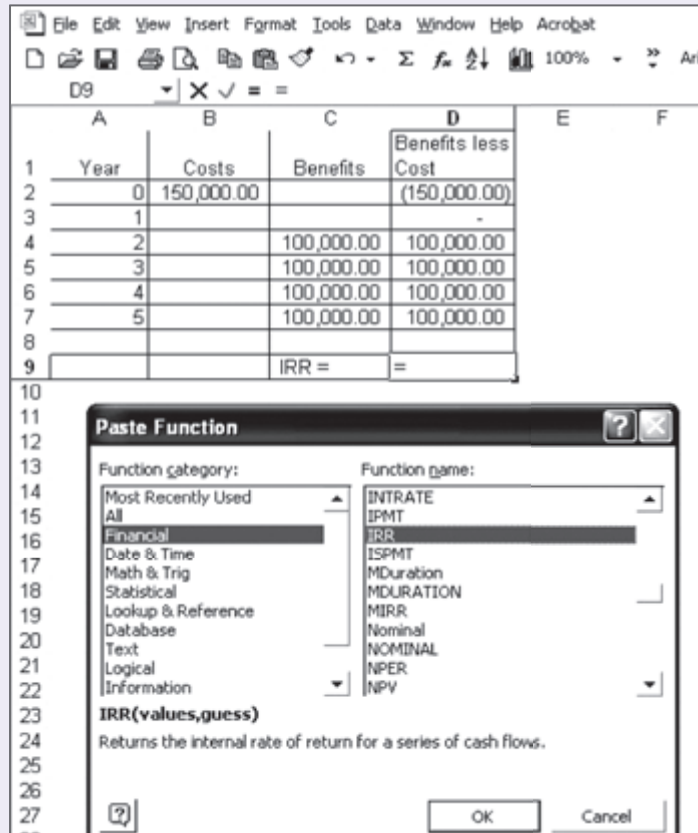 File Edit View Insert Format Tools Data Window Help Acrobat
Σ fx 100% » Ari
D9 = =
A B C D E F
1 Year Costs Benefits Benefits less Cost
2 0 150,000.00 (150,000.00)
3 1 -
4 2 100,000.00 100,000.00
5 3 100,000.00 100,000.00
6 4 100,000.00 100,000.00
7 5 100,000.00 100,000.00
8
9 IRR = =
10
11
12
13
14
15
16
17
18
19
20
21
22
23
24
25
26
27
Paste Function ?
Function category: Function name:
Most Recently Used INTRATE
All IPMT
Financial IRR
Date & Time ISPMT
Math & Trig MDuration
Statistical MDURATION
Lookup & Reference MIRR
Database Nominal
Text NOMINAL
Logical NPER
Information NPV
IRR(values,guess)
Returns the internal rate of return for a series of cash flows.
? OK Cancel